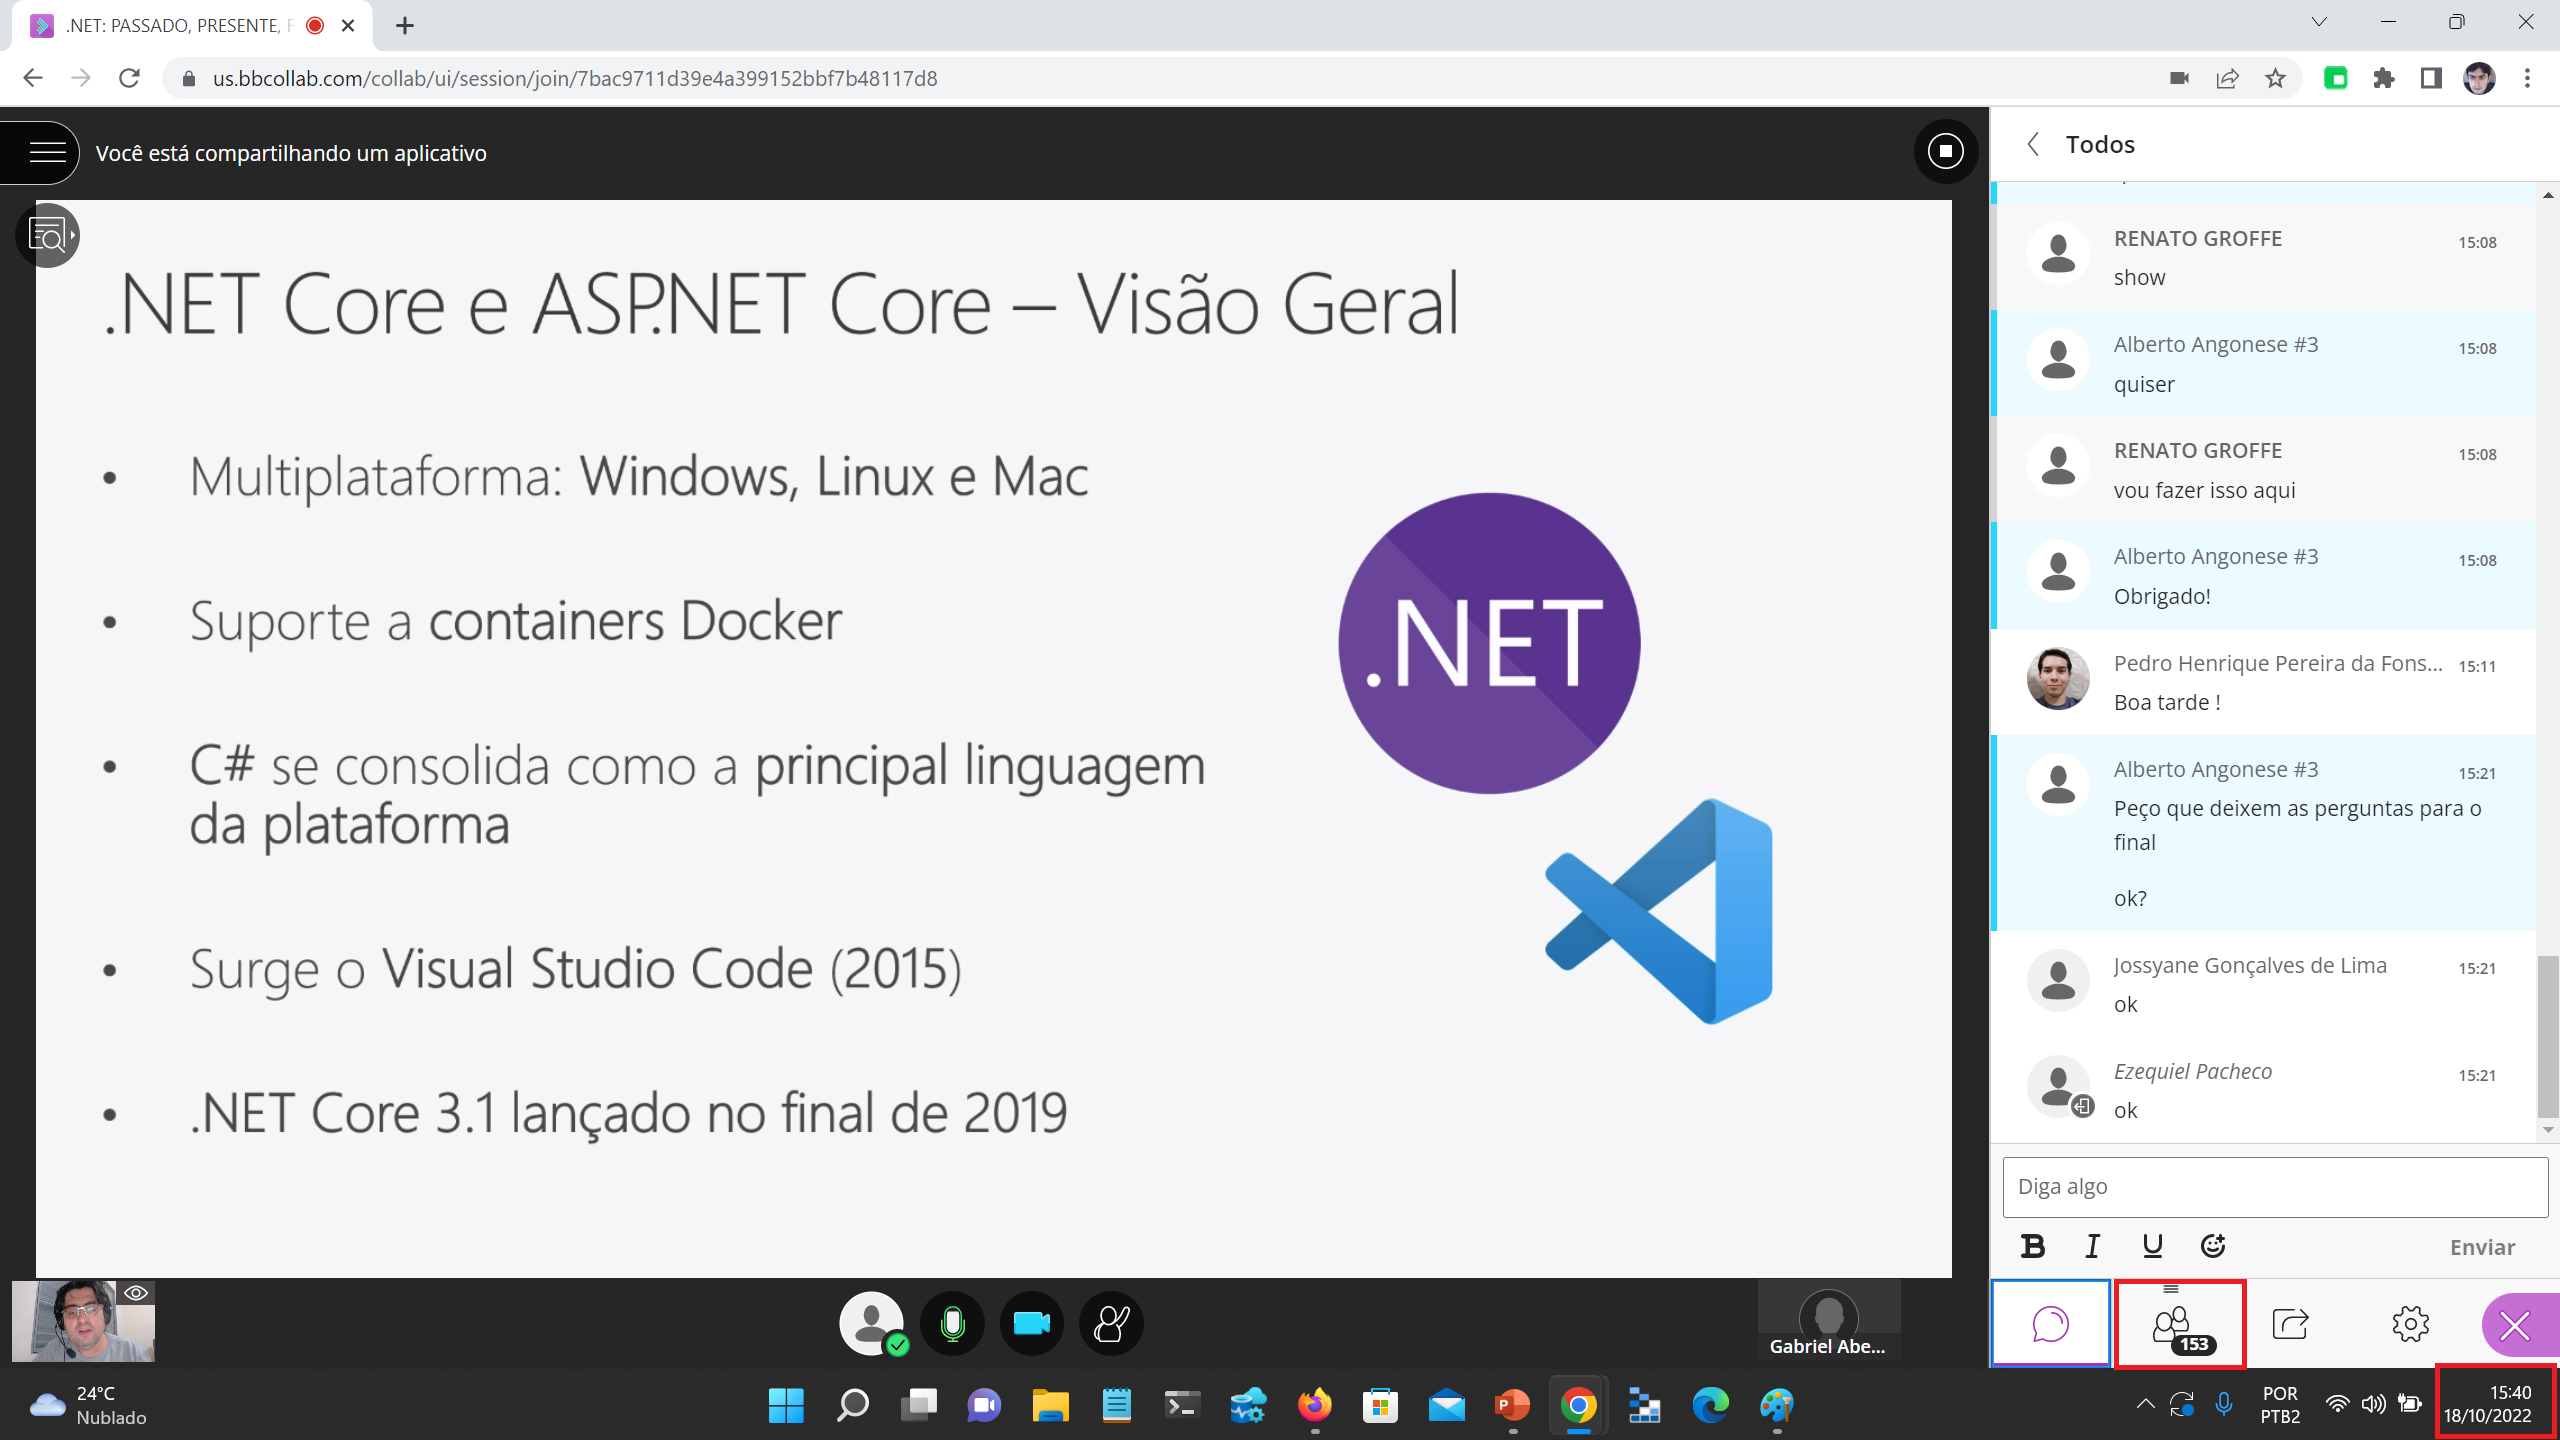 .NET: PASSADO, PRESENTE, F
us.bbcollab.com/collab/ui/session/join/7bac9711d39e4a399152bbf7b48117d8
Você está compartilhando um aplicativo
.NET Core e ASP.NET Core – Visão Geral
• Multiplataforma: Windows, Linux e Mac
• Suporte a containers Docker
• C# se consolida como a principal linguagem
da plataforma
• Surge o Visual Studio Code (2015)
• .NET Core 3.1 lançado no final de 2019
.NET
Gabriel Abe...
Todos
RENATO GROFFE 15:08
show
Alberto Angonese #3 15:08
quiser
RENATO GROFFE 15:08
vou fazer isso aqui
Alberto Angonese #3 15:08
Obrigado!
Pedro Henrique Pereira da Fons... 15:11
Boa tarde !
Alberto Angonese #3 15:21
Peço que deixem as perguntas para o
final
ok?
Jossyane Gonçalves de Lima 15:21
ok
Ezequiel Pacheco 15:21
ok
Diga algo
B I U
Enviar
153
24°C
Nublado
POR
PTB2
15:40
18/10/2022